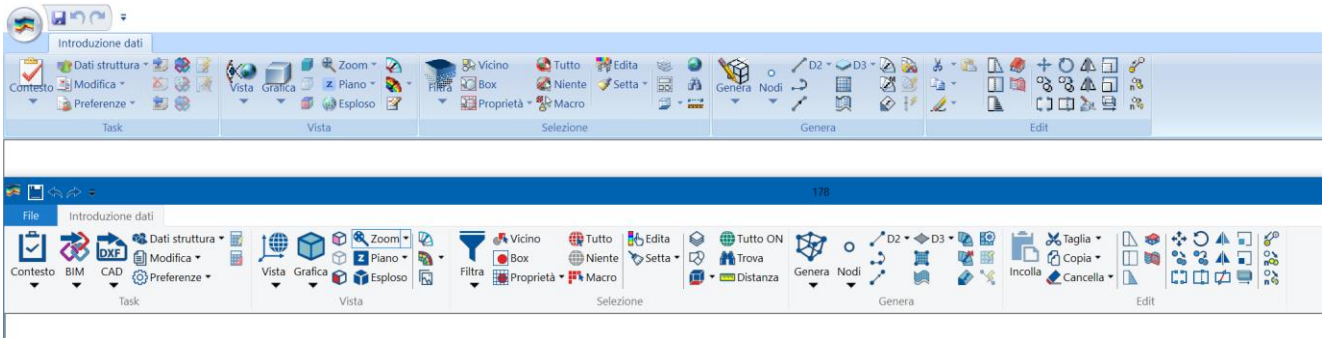 Introduzione dati
Dati struttura Zoom Vicino Tutto Edita D2 D3
Contesto Modifica Vista Grafica Piano Filtra Box Niente Setta Genera Nodi
Preferenze Esploso Proprietà Macro
Task Vista Selezione Genera Edit
178
File Introduzione dati
Dati struttura Zoom Vicino Tutto Edita Tutto ON D2 D3 Taglia
Contesto BIM CAD Modifica Vista Grafica Piano Filtra Box Niente Setta Trova Genera Nodi Incolla Copia
Preferenze Esploso Proprietà Macro Distanza Cancella
Task Vista Selezione Genera Edit